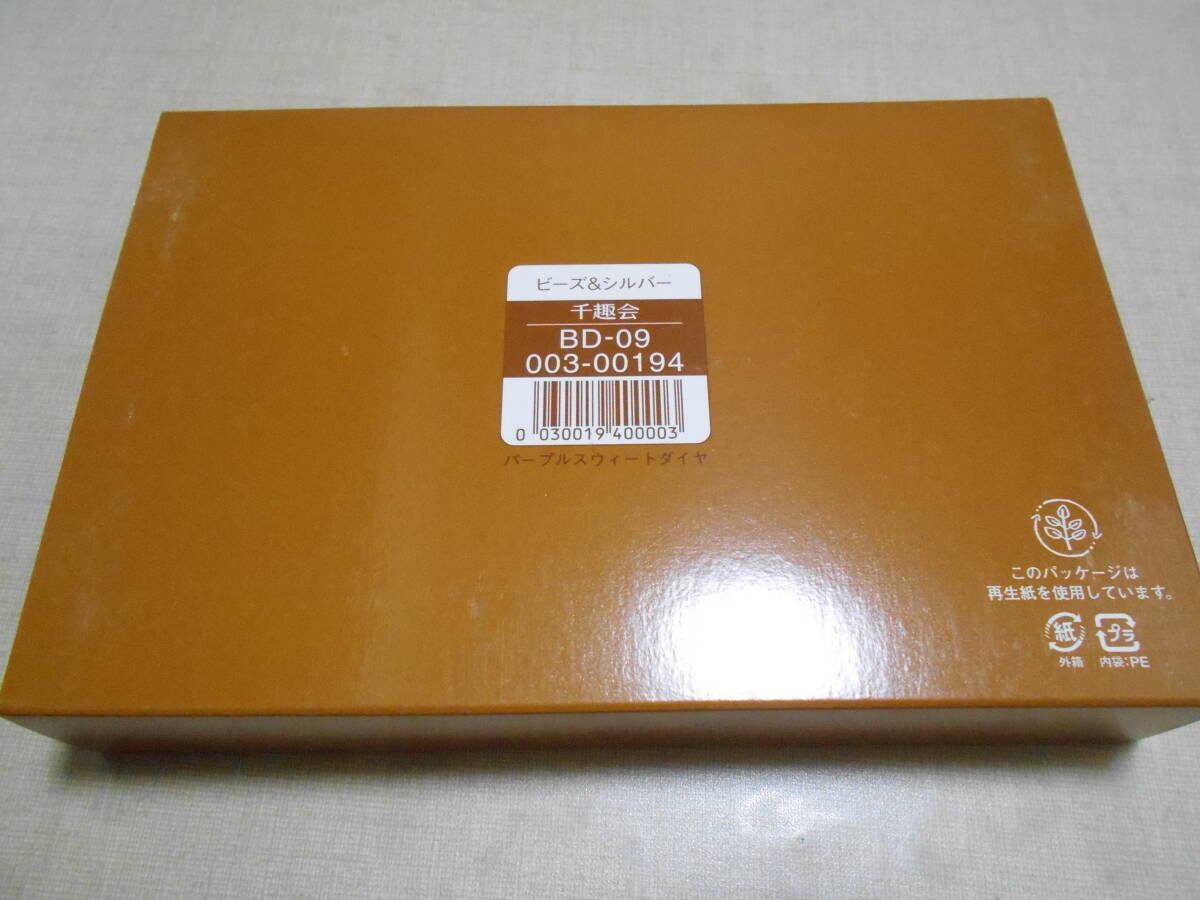 ビーズ&シルバー
千趣会
BD-09
003-00194
0 030019 400003
パープルスウィートダイヤ
このパッケージは
再生紙を使用しています。
紙 プラ
外箱 内袋:PE